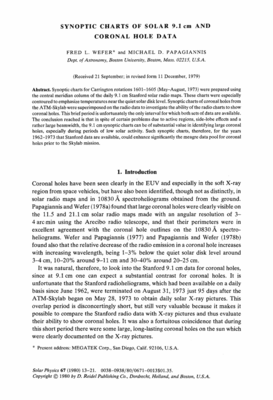 SYNOPTIC CHARTS OF SOLAR 9.1 cm AND
CORONAL HOLE DATA
FRED L. WEFER* and MICHAEL D. PAPAGIANNIS
Dep. of Astronomy, Boston University, Boston, Mass. 02215, U.S.A.
(Received 21 September; in revised form 11 December, 1979)
Abstract. Synoptic charts for Carrington rotations 1601–1605 (May–August, 1973) were prepared using
the central meridian column of the daily 9.1 cm Stanford solar radio maps. These charts were especially
contoured to emphasize temperatures near the quiet solar disk level. Synoptic charts of coronal holes from
the ATM-Skylab were superimposed on the radio data to investigate the ability of the radio charts to show
coronal holes. This brief period is unfortunately the only interval for which both sets of data are available.
The conclusion reached is that in spite of certain problems due to active regions, side-lobe effects and a
rather large bandwidth, the 9.1 cm synoptic charts can be of substantial value in identifying large coronal
holes, especially during periods of low solar activity. Such synoptic charts, therefore, for the years
1962–1973 that Stanford data are available, could enhance significantly the meager data pool for coronal
holes prior to the Skylab mission.
1. Introduction
Coronal holes have been seen clearly in the EUV and especially in the soft X-ray
region from space vehicles, but have also been identified, though not as distinctly, in
solar radio maps and in 10830 Å spectroheliograms obtained from the ground.
Papagiannis and Wefer (1978a) found that large coronal holes were clearly visible on
the 11.5 and 21.1 cm solar radio maps made with an angular resolution of 3–
4 arc min using the Arecibo radio telescope, and that their perimeters were in
excellent agreement with the coronal hole outlines on the 10830 Å spectro-
heliograms. Wefer and Papagiannis (1977) and Papagiannis and Wefer (1978b)
found also that the relative decrease of the radio emission in a coronal hole increases
with increasing wavelength, being 1–3% below the quiet solar disk level around
3–4 cm, 10–20% around 9–11 cm and 30–40% around 20–25 cm.
It was natural, therefore, to look into the Stanford 9.1 cm data for coronal holes,
since at 9.1 cm one can expect a substantial contrast for coronal holes. It is
unfortunate that the Stanford radioheliograms, which had been available on a daily
basis since June 1962, were terminated on August 31, 1973 just 95 days after the
ATM-Skylab began on May 28, 1973 to obtain daily solar X-ray pictures. This
overlap period is disconcertingly short, but still very valuable because it makes it
possible to compare the Stanford radio data with X-ray pictures and thus evaluate
their ability to show coronal holes. It was also a fortuitous coincidence that during
this short period there were some large, long-lasting coronal holes on the sun which
were clearly documented on the X-ray pictures.
* Present address: MEGATEK Corp., San Diego, Calif. 92106, U.S.A.
Solar Physics 67 (1980) 13–21. 0038–0938/80/0671–0013$01.35.
Copyright © 1980 by D. Reidel Publishing Co., Dordrecht, Holland, and Boston, U.S.A.